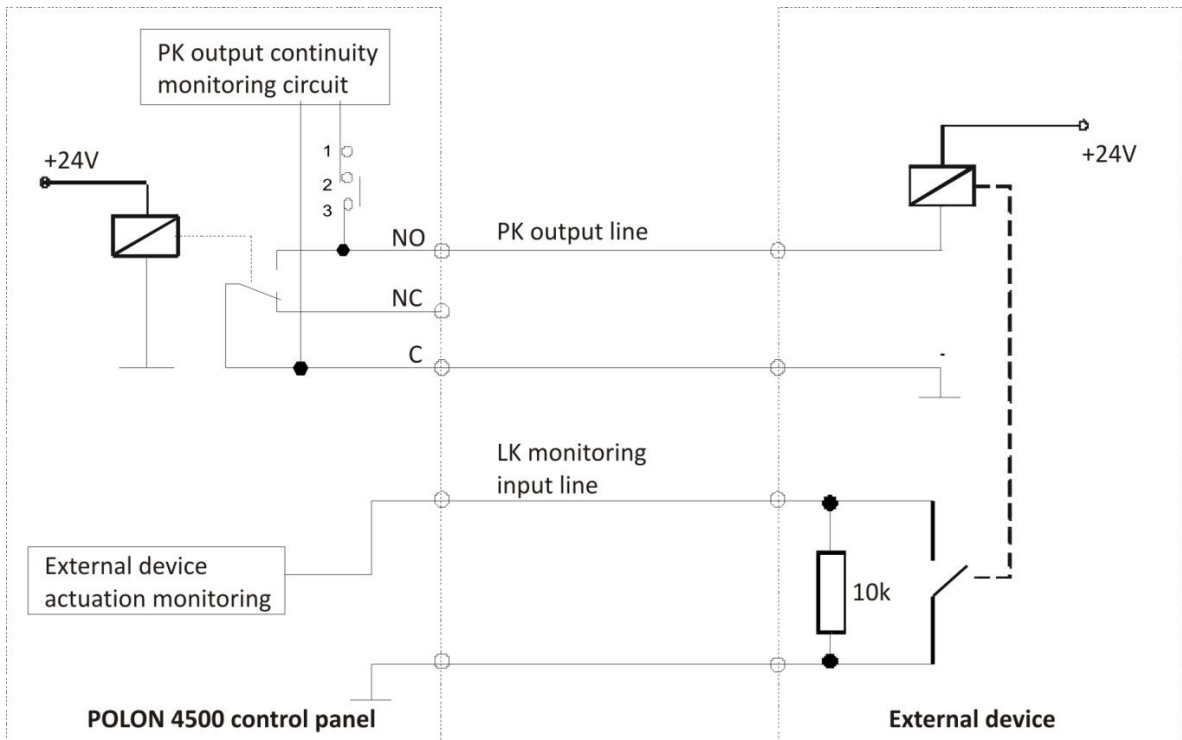 PK output continuity
monitoring circuit
+24V
1
2
3
NO
PK output line
NC
C
+24V
-
LK monitoring
input line
External device
actuation monitoring
10k
POLON 4500 control panel
External device